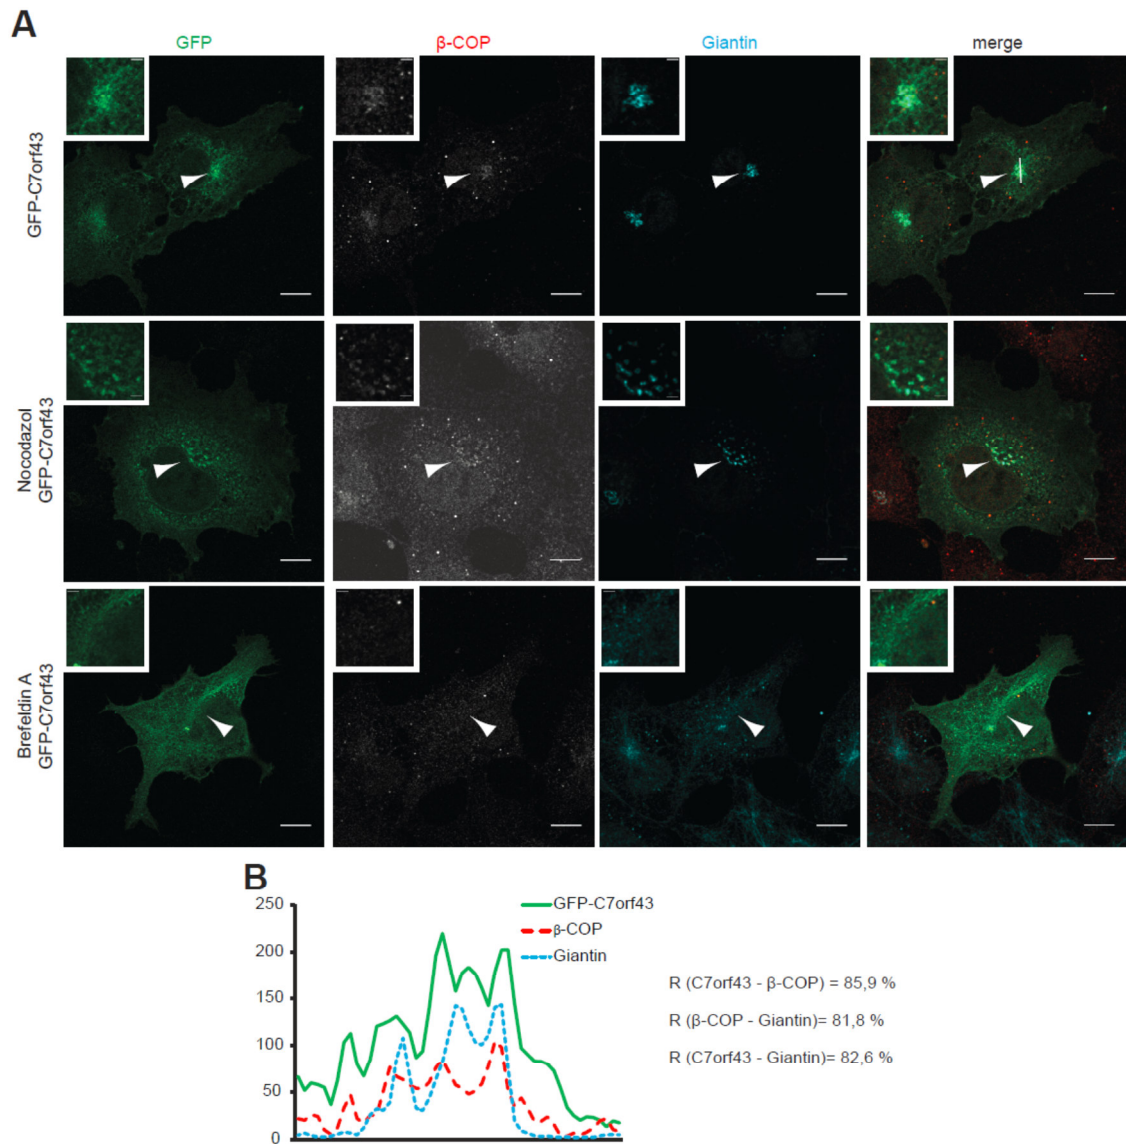 A
GFP
β-COP
Giantin
merge
GFP-C7orf43
Nocodazol
GFP-C7orf43
Brefeldin A
GFP-C7orf43
B
250
200
150
100
50
0
GFP-C7orf43
β-COP
Giantin
R (C7orf43 - β-COP) = 85,9 %
R (β-COP - Giantin)= 81,8 %
R (C7orf43 - Giantin)= 82,6 %